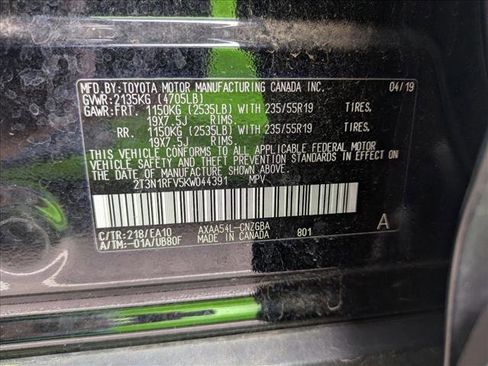 MFD.BY:TOYOTA MOTOR MANUFACTURING CANADA INC. 04/19
GVWR:2135KG (4705LB)
GAWR:FRT. 1150KG (2535LB) WITH 235/55R19 TIRES.
19X7.5J RIMS.
RR. 1150KG (2535LB) WITH 235/55R19 TIRES.
19X7.5J RIMS.
THIS VEHICLE CONFORMS TO ALL APPLICABLE FEDERAL MOTOR
VEHICLE SAFETY AND THEFT PREVENTION STANDARDS IN EFFECT ON
THE DATE OF MANUFACTURE SHOWN ABOVE.
2T3N1RFV5KW044391 MPV
C/TR:218/EA10 AXAA54L-CNZGBA A
A/TM:-01A/UB80F MADE IN CANADA 801